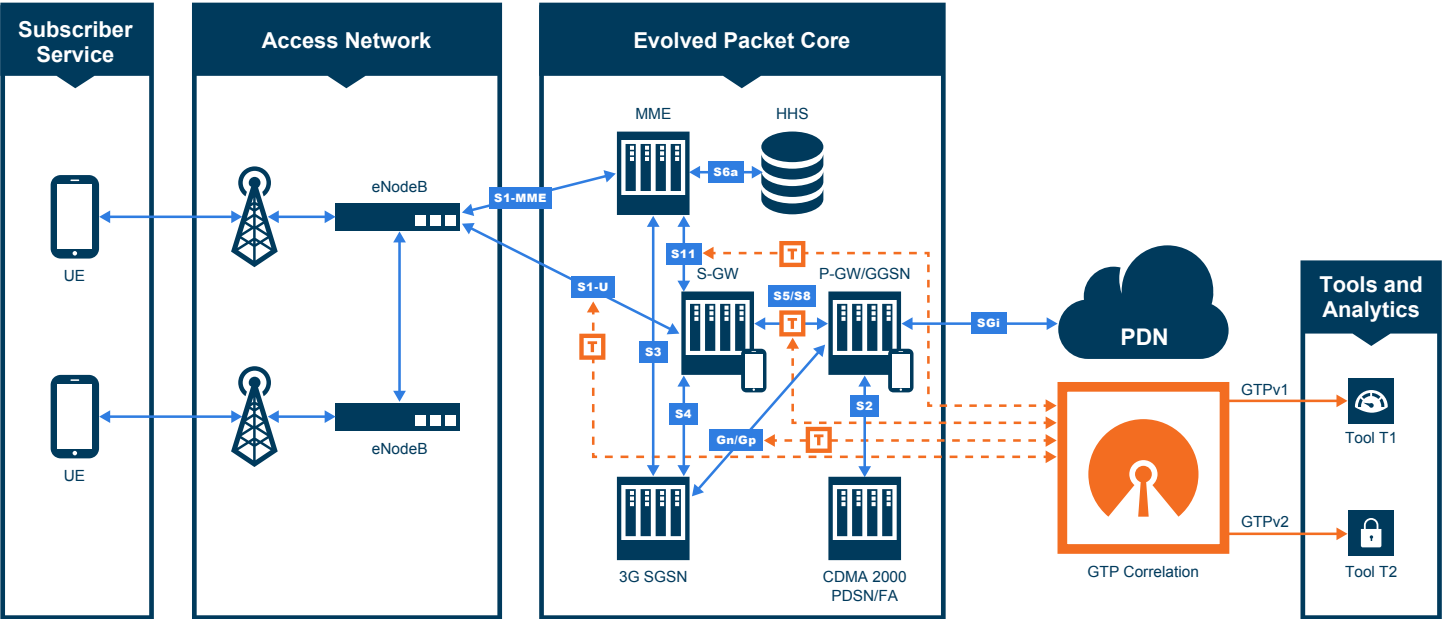 Subscriber
Service
Access Network
Evolved Packet Core
MME
HHS
S6a
eNodeB
S1-MME
UE
S11
T
S-GW
P-GW/GGSN
S1-U
S5/S8
T
SGi
PDN
Tools and
Analytics
T
S3
S4
S2
Gn/Gp
T
GTPv1
Tool T1
eNodeB
UE
GTPv2
3G SGSN
CDMA 2000
PDSN/FA
GTP Correlation
Tool T2